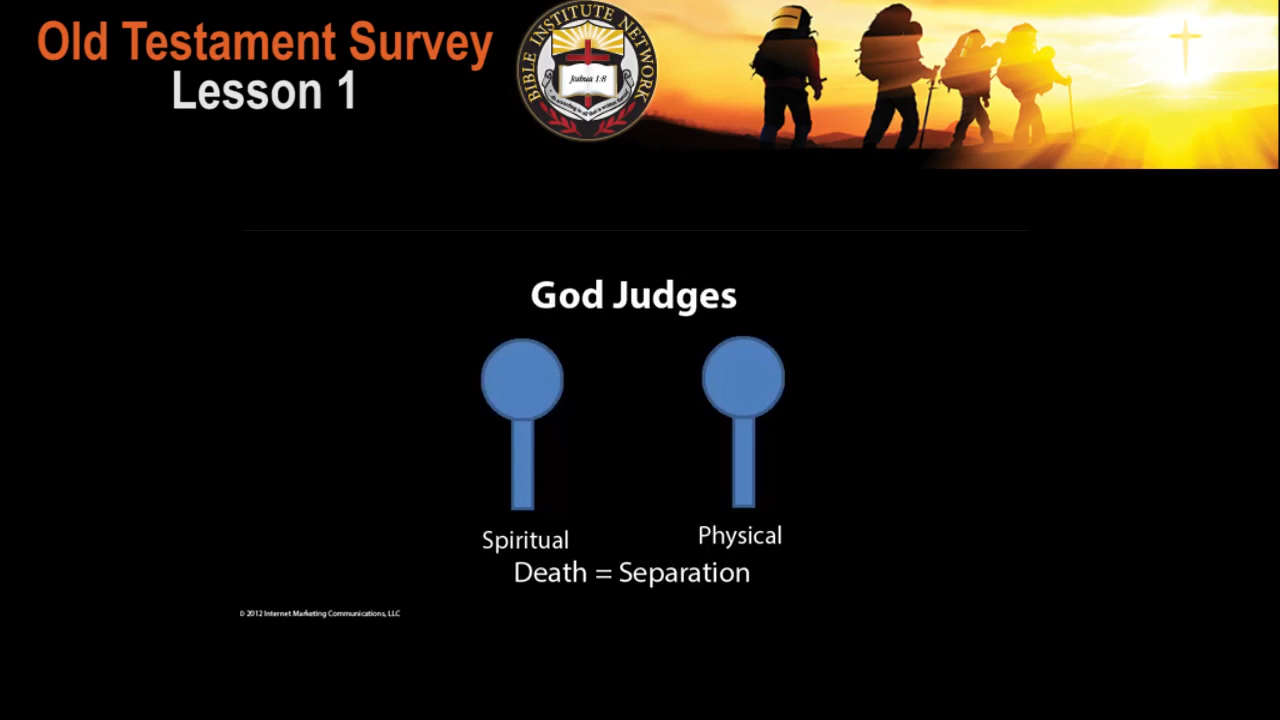 Old Testament Survey
Lesson 1
BIBLE INSTITUTE NETWORK
Joshua 1:8
God Judges
Spiritual
Physical
Death = Separation
© 2012 Internet Marketing Communications, LLC